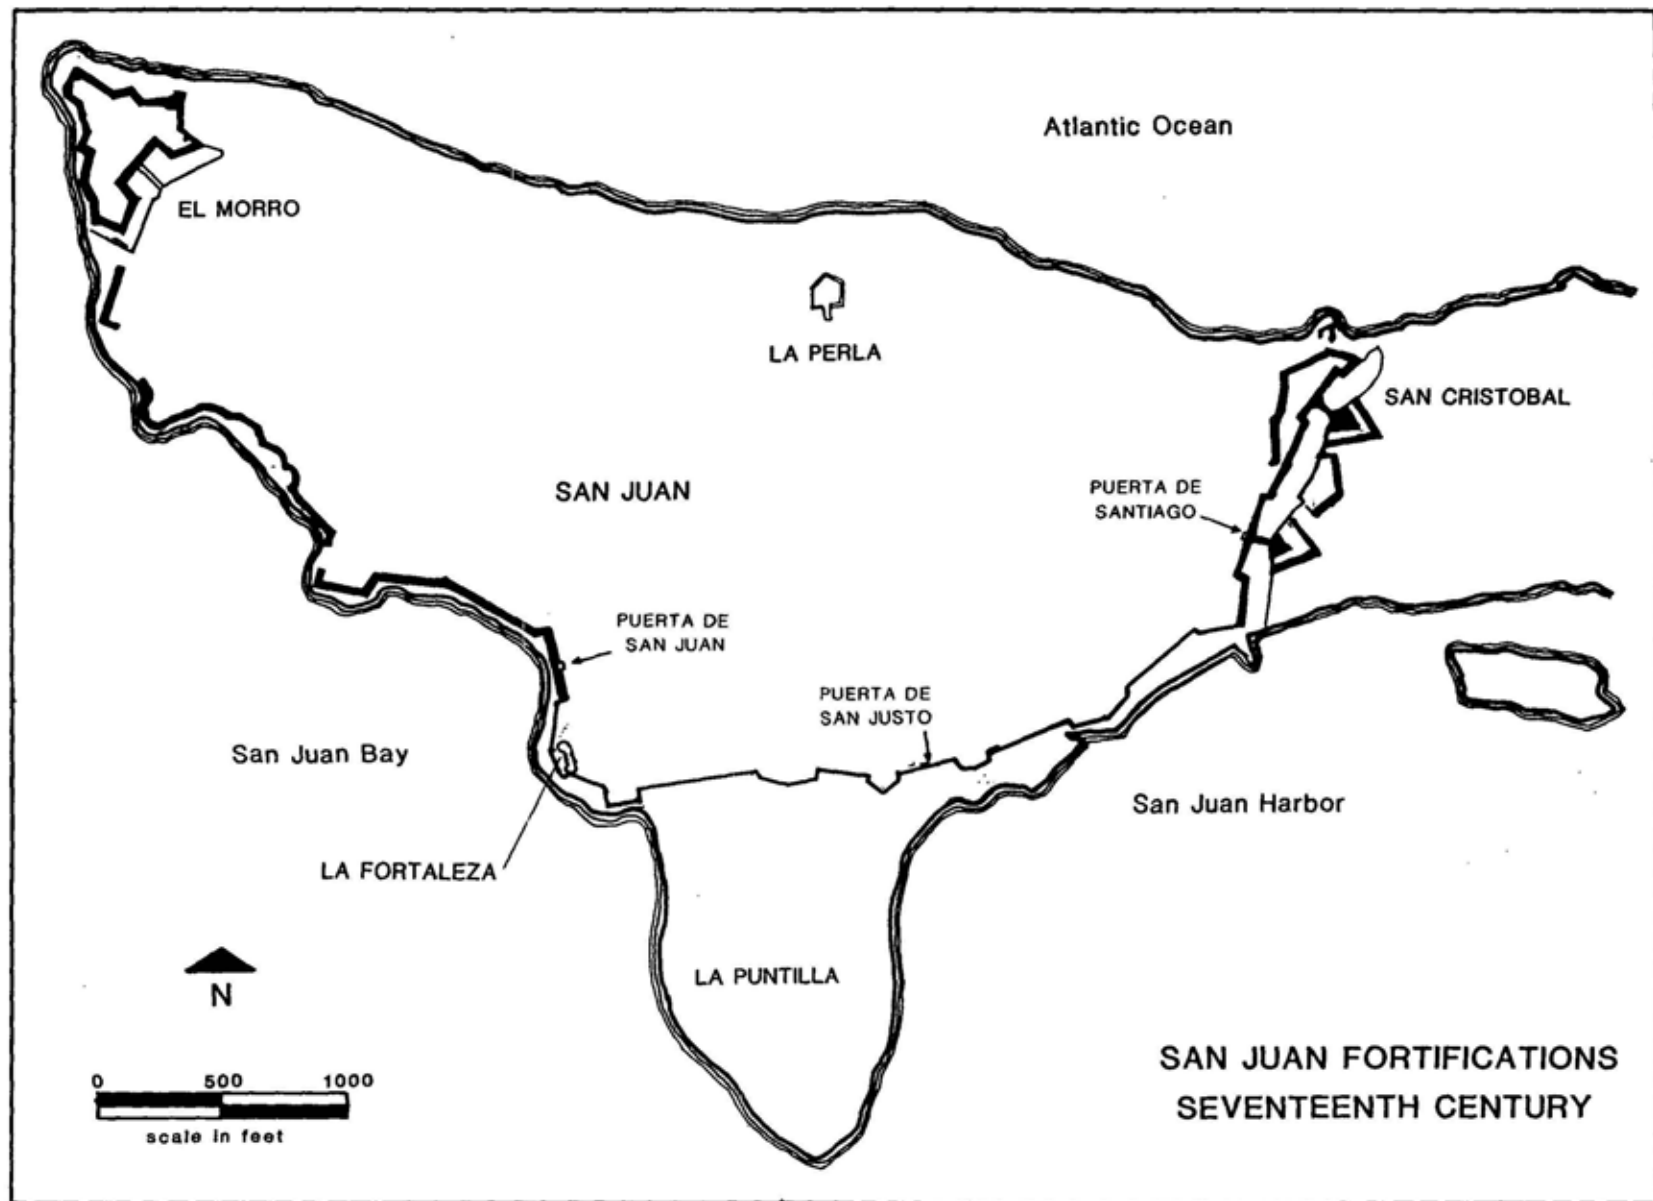 Atlantic Ocean
EL MORRO
LA PERLA
SAN CRISTOBAL
SAN JUAN
PUERTA DE
SANTIAGO
PUERTA DE
SAN JUAN
PUERTA DE
SAN JUSTO
San Juan Bay
San Juan Harbor
LA FORTALEZA
LA PUNTILLA
N
0 500 1000
scale in feet
SAN JUAN FORTIFICATIONS
SEVENTEENTH CENTURY